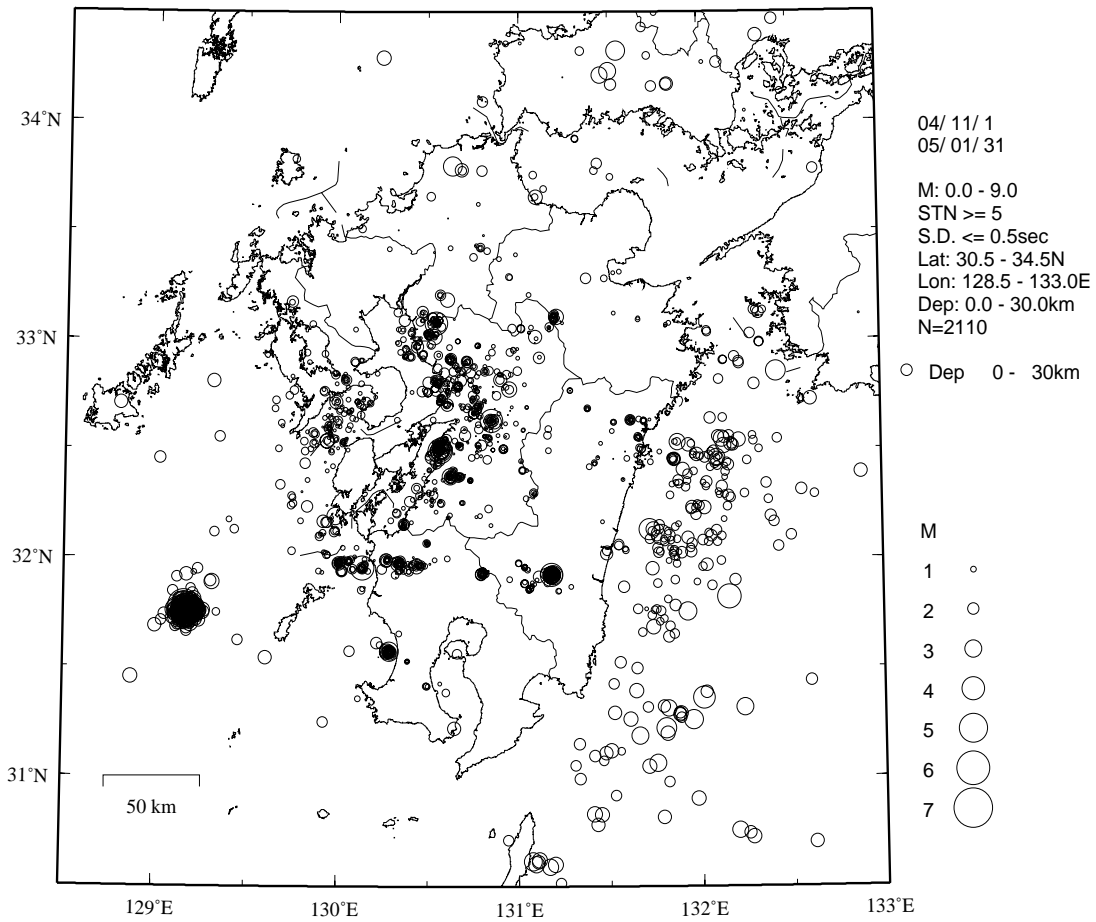 34˚N
33˚N
32˚N
31˚N
129˚E
130˚E
131˚E
132˚E
133˚E
50 km
04/ 11/ 1
05/ 01/ 31
M: 0.0 - 9.0
STN >= 5
S.D. <= 0.5sec
Lat: 30.5 - 34.5N
Lon: 128.5 - 133.0E
Dep: 0.0 - 30.0km
N=2110
Dep 0 - 30km
M
1
2
3
4
5
6
7